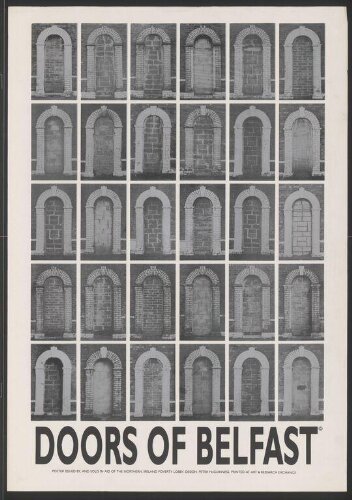 DOORS OF BELFAST ©
POSTER ISSUED BY, AND SOLD IN AID OF THE NORTHERN IRELAND POVERTY LOBBY. DESIGN: PETER McGUINNESS. PRINTED AT ART & RESEARCH EXCHANGE